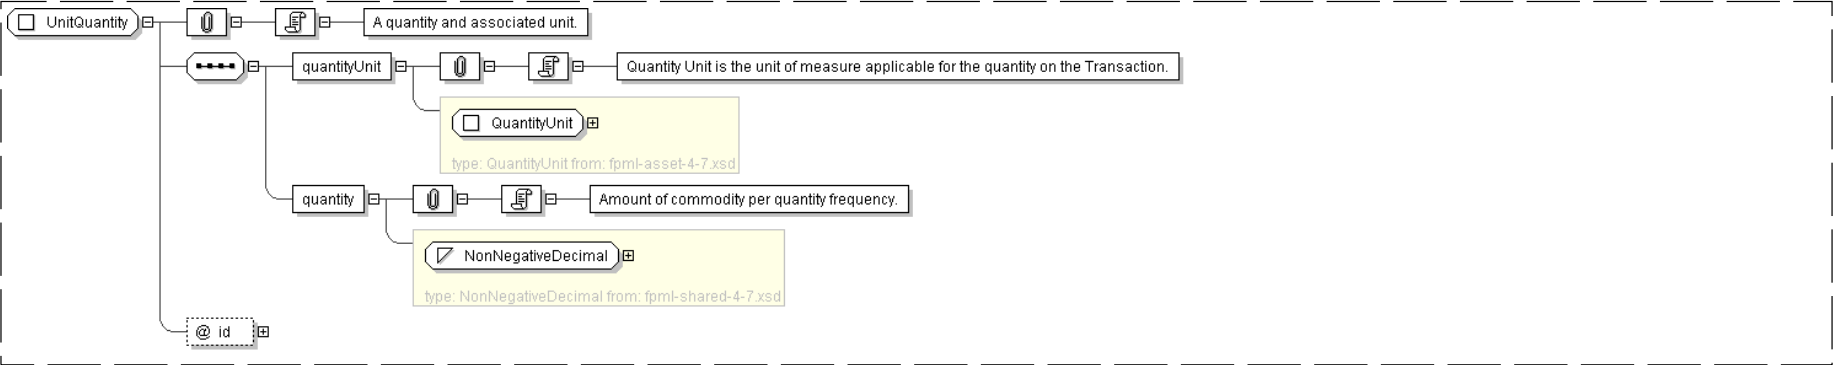 UnitQuantity
A quantity and associated unit.
quantityUnit
Quantity Unit is the unit of measure applicable for the quantity on the Transaction.
QuantityUnit
type: QuantityUnit from: fpml-asset-4-7.xsd
quantity
Amount of commodity per quantity frequency.
NonNegativeDecimal
type: NonNegativeDecimal from: fpml-shared-4-7.xsd
@ id